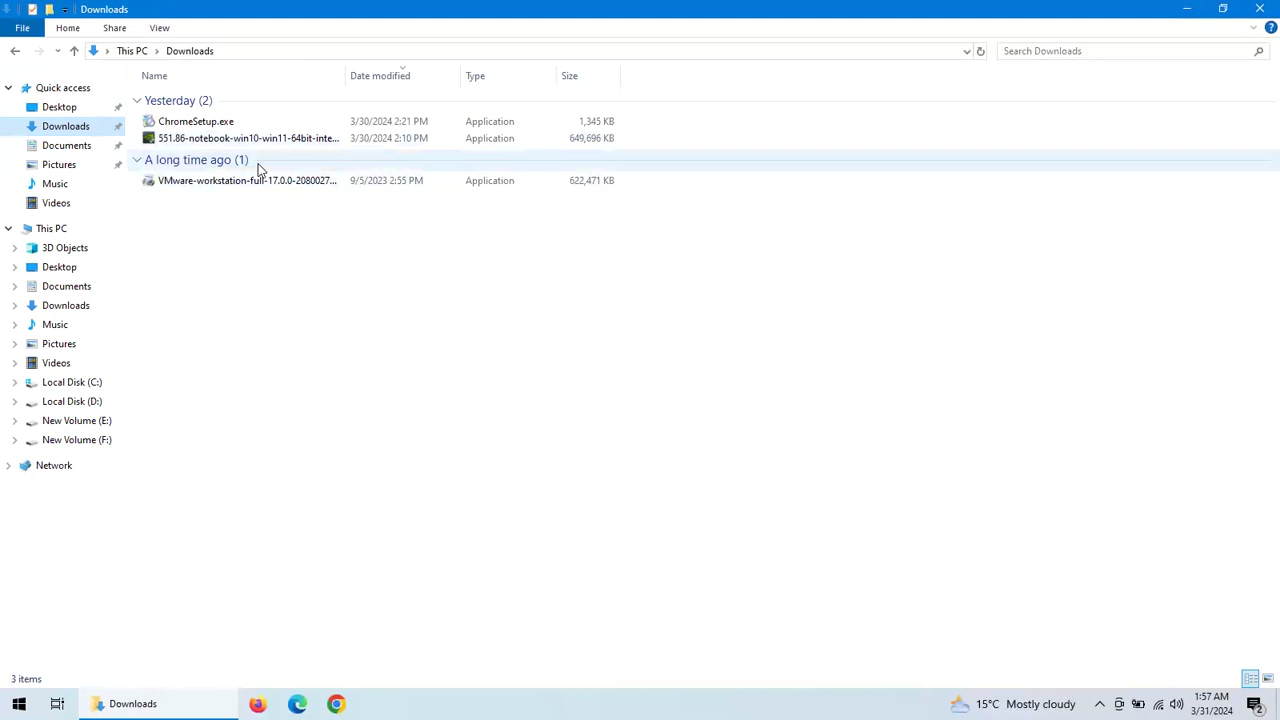 Downloads
File Home Share View
This PC Downloads Search Downloads
Name Date modified Type Size
Quick access
Yesterday (2)
Desktop
ChromeSetup.exe 3/30/2024 2:21 PM Application 1,345 KB
Downloads
551.86-notebook-win10-win11-64bit-inte... 3/30/2024 2:10 PM Application 649,696 KB
Documents
A long time ago (1)
Pictures
VMware-workstation-full-17.0.0-2080027... 9/5/2023 2:55 PM Application 622,471 KB
Music
Videos
This PC
3D Objects
Desktop
Documents
Downloads
Music
Pictures
Videos
Local Disk (C:)
Local Disk (D:)
New Volume (E:)
New Volume (F:)
Network
3 items
Downloads 15°C Mostly cloudy 1:57 AM
3/31/2024 2